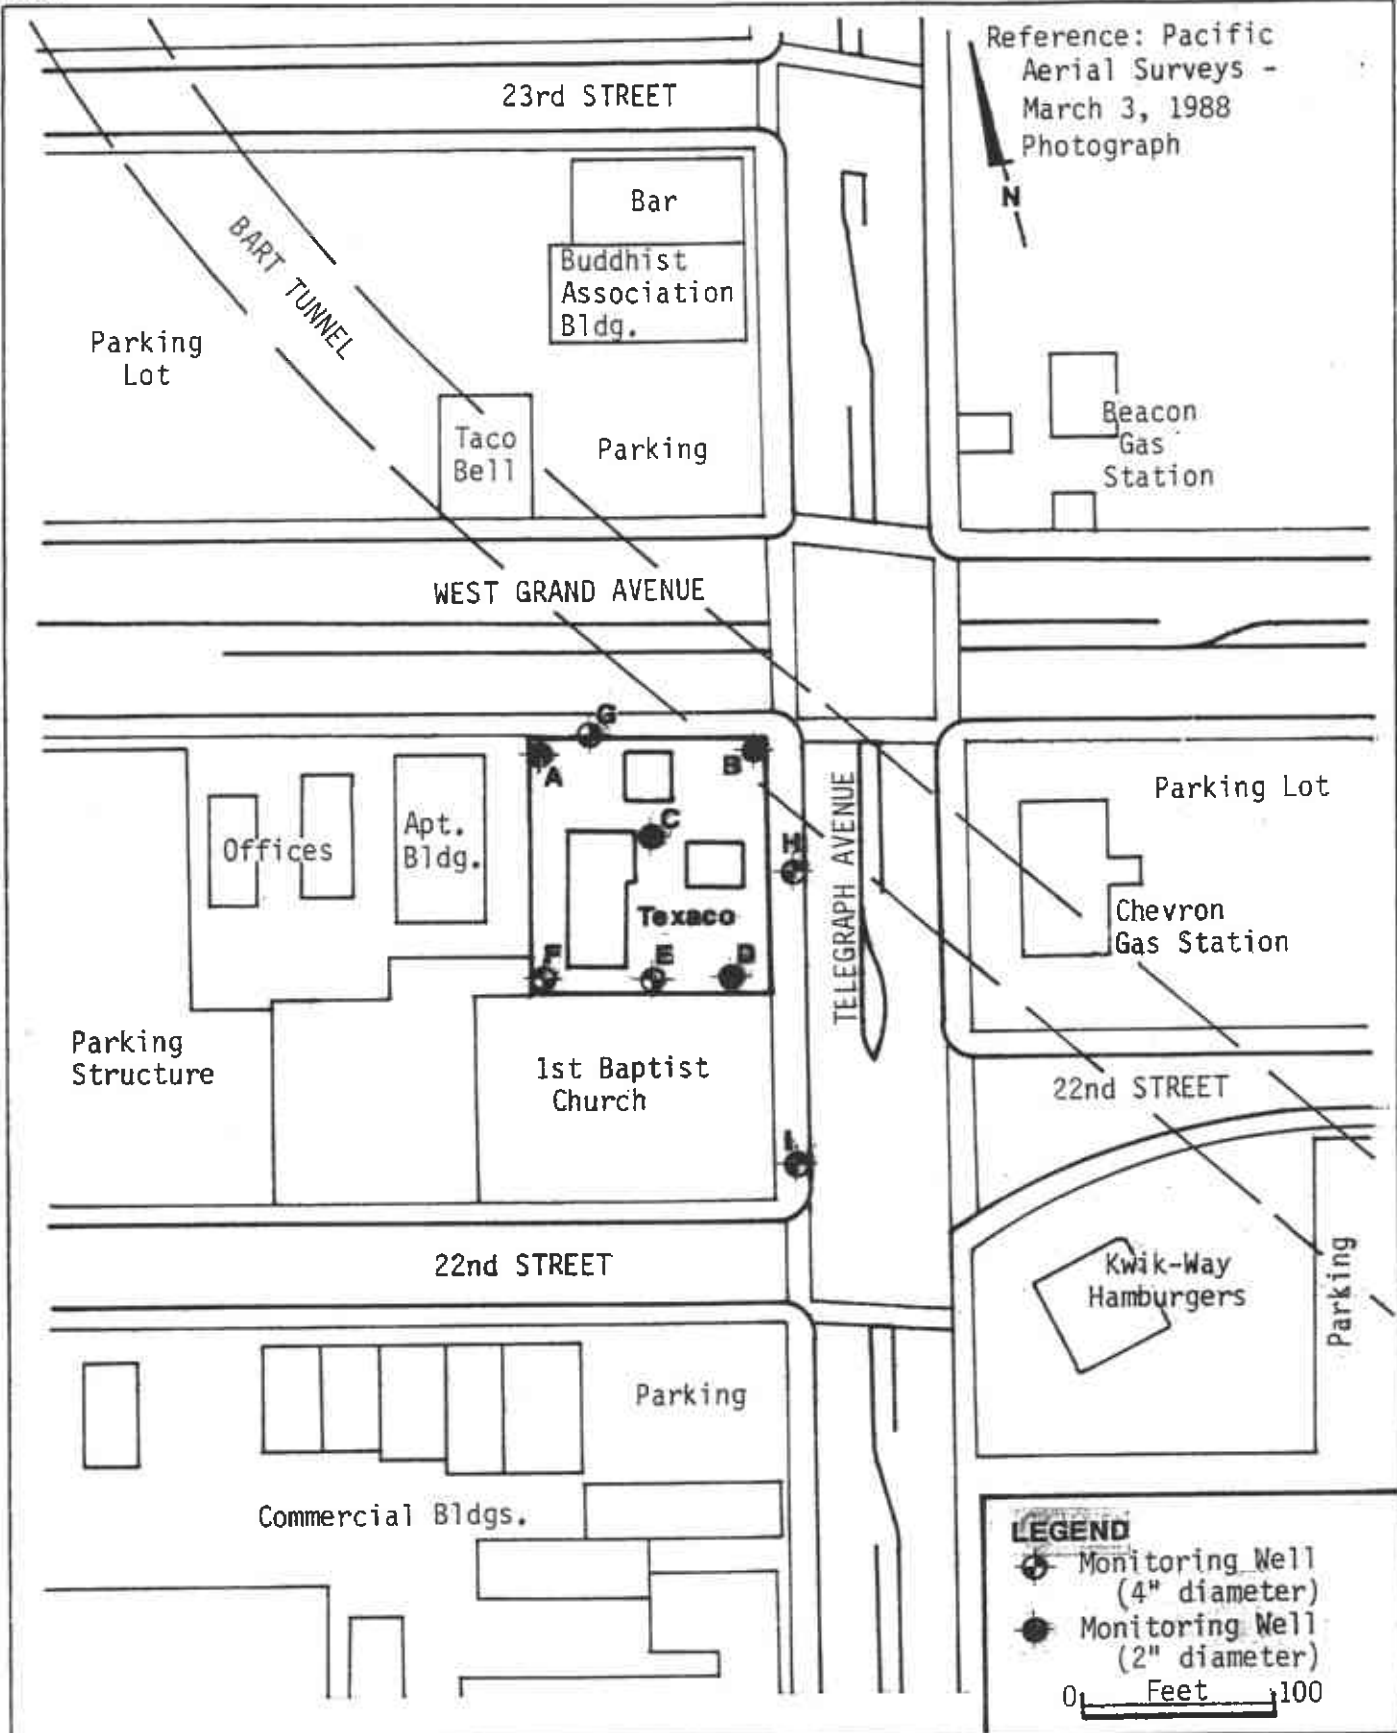 Reference: Pacific
Aerial Surveys -
March 3, 1988
Photograph
N
23rd STREET
Bar
BART TUNNEL
Buddhist
Association
Bldg.
Parking
Lot
Taco
Bell
Parking
Beacon
Gas
Station
WEST GRAND AVENUE
G
A
B
C
H
Offices
Apt.
Bldg.
Texaco
F
E
D
TELEGRAPH AVENUE
Parking Lot
Chevron
Gas Station
Parking
Structure
1st Baptist
Church
22nd STREET
I
22nd STREET
Kwik-Way
Hamburgers
Parking
Parking
Commercial Bldgs.
LEGEND
Monitoring Well
(4" diameter)
Monitoring Well
(2" diameter)
0 Feet 100